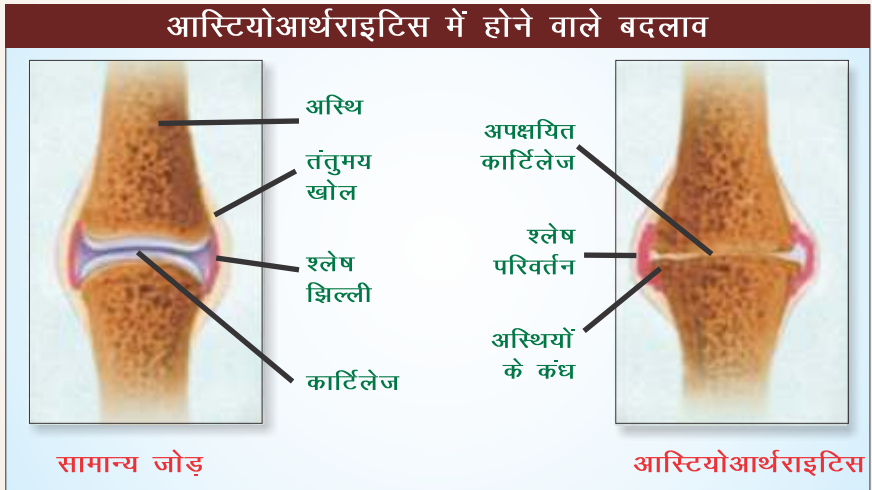 आस्टियोआर्थराइटिस में होने वाले बदलाव
अस्थि
तंतुमय
खोल
श्लेष
झिल्ली
कार्टिलेज
सामान्य जोड़
अपक्षयित
कार्टिलेज
श्लेष
परिवर्तन
अस्थियों
के कंध
आस्टियोआर्थराइटिस